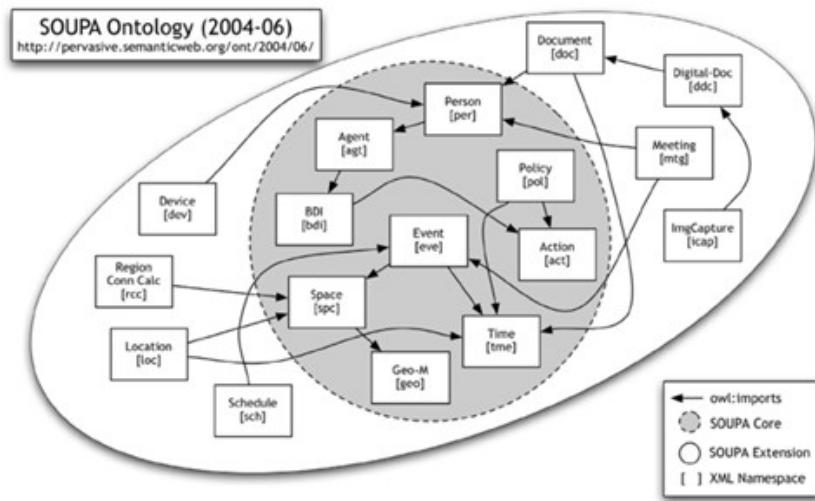 SOUPA Ontology (2004-06)
http://pervasive.semanticweb.org/ont/2004/06/
Document
[doc]
Digital-Doc
[ddc]
Person
[per]
Agent
[agt]
Meeting
[mtg]
Policy
[pol]
Device
[dev]
BDI
[bdi]
ImgCapture
[icap]
Event
[eve]
Action
[act]
Region
Conn Calc
[rcc]
Space
[spc]
Location
[loc]
Time
[tme]
Geo-M
[geo]
Schedule
[sch]
owl:imports
SOUPA Core
SOUPA Extension
[ ] XML Namespace